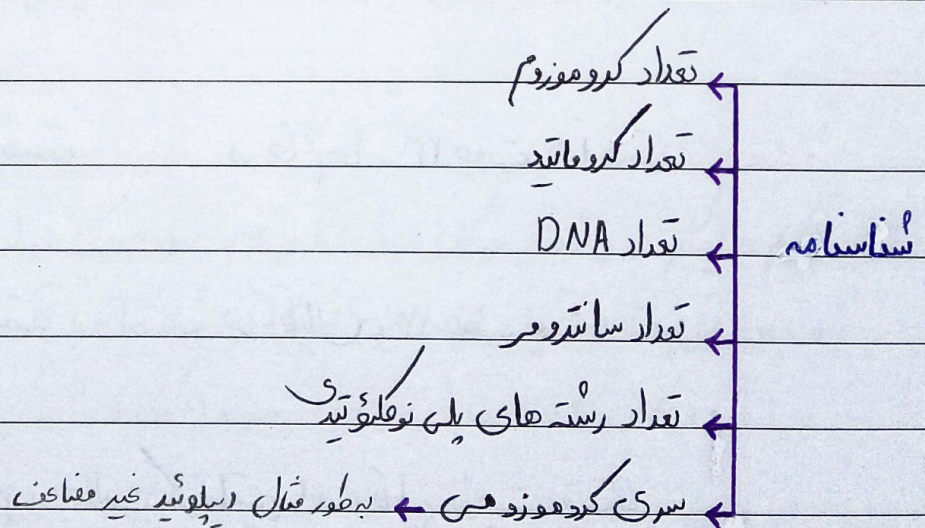 تعداد کروموزوم
تعداد کروماتید
شناسنامه
تعداد DNA
تعداد سانترومر
تعداد رشته های پلی نوکلئوتیدی
سری کروموزومی ← به طور مثال دیپلوئید غیر مضاعف